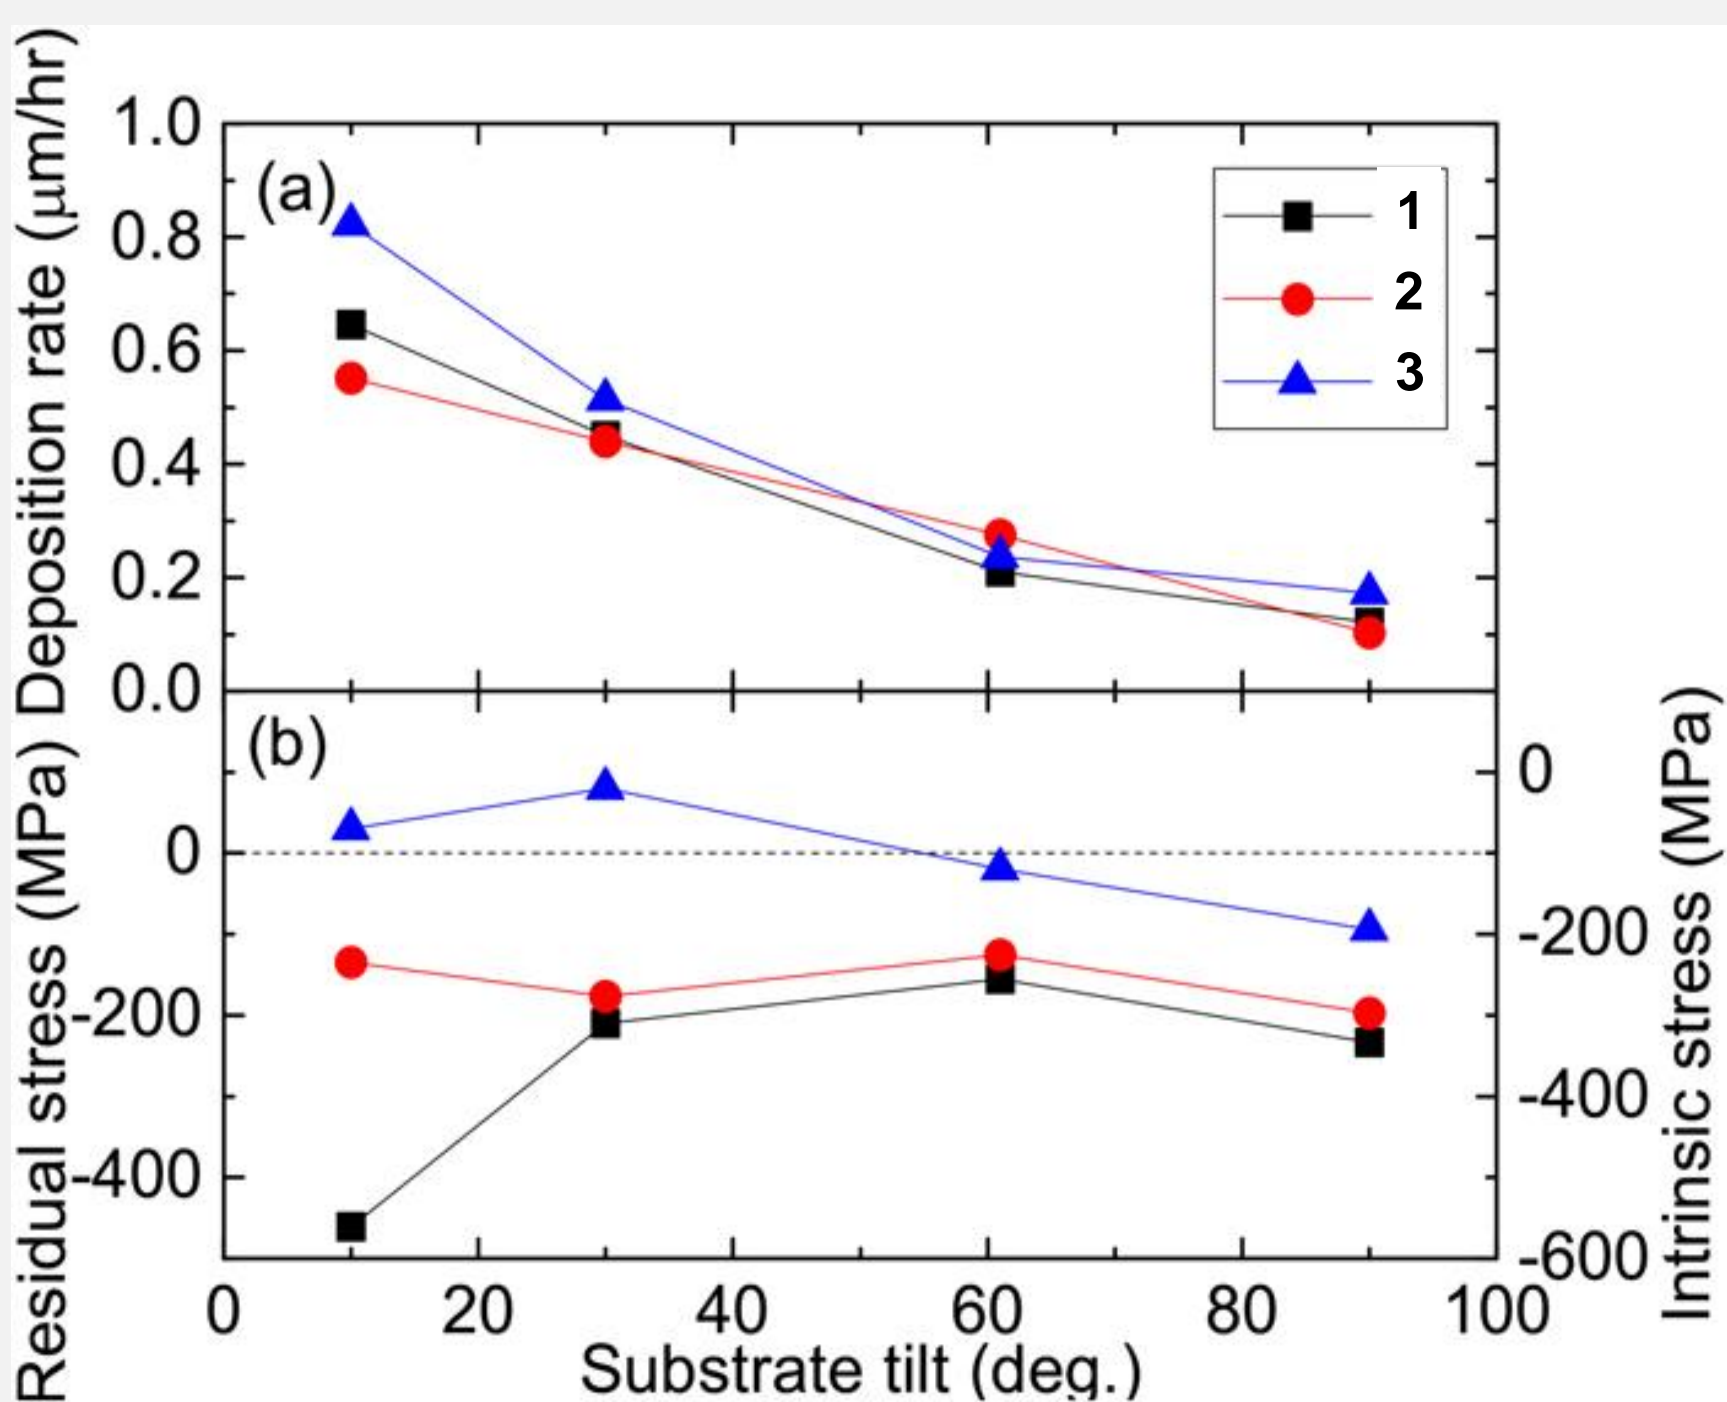 Deposition rate (μm/hr)
1.0
0.8
0.6
0.4
0.2
0.0
(a)
1
2
3
Residual stress (MPa)
0
-200
-400
(b)
Intrinsic stress (MPa)
0
-200
-400
-600
0 20 40 60 80 100
Substrate tilt (deg.)